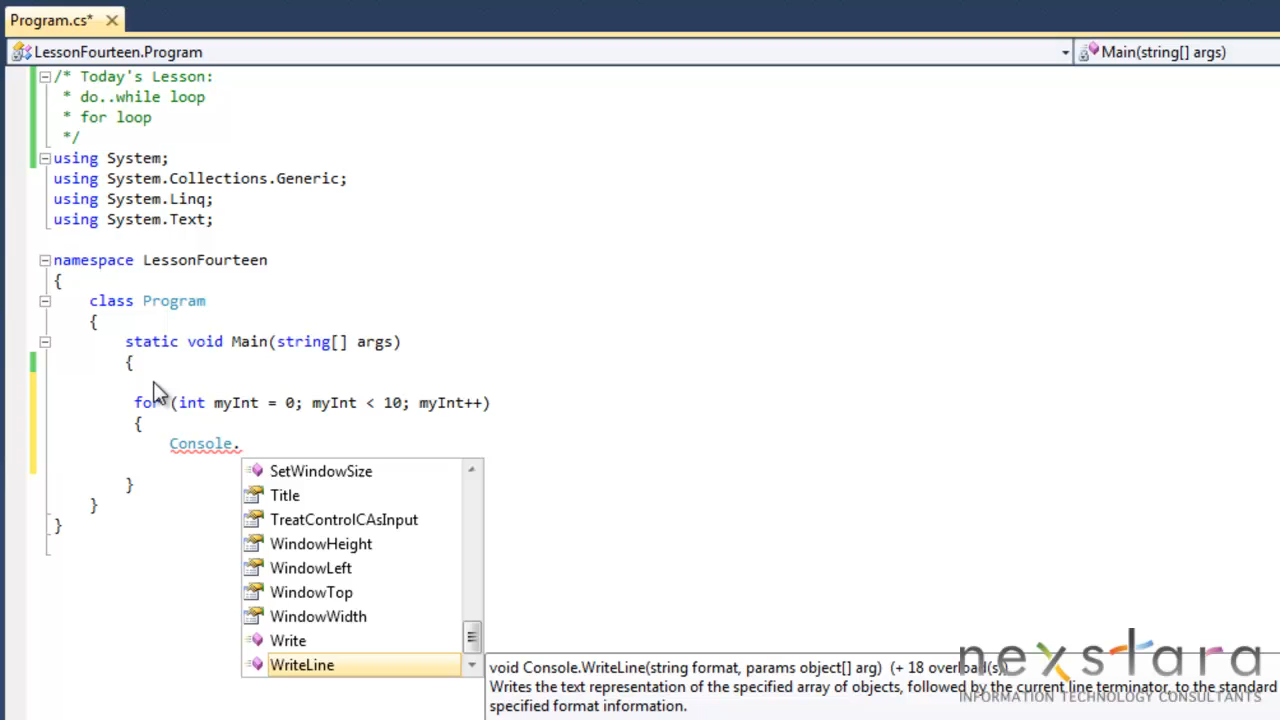 Program.cs*
LessonFourteen.Program
Main(string[] args)
/* Today's Lesson:
* do..while loop
* for loop
*/
using System;
using System.Collections.Generic;
using System.Linq;
using System.Text;
namespace LessonFourteen
{
class Program
{
static void Main(string[] args)
{
for (int myInt = 0; myInt < 10; myInt++)
{
Console.
SetWindowSize
Title
TreatControlCAsInput
WindowHeight
WindowLeft
WindowTop
WindowWidth
Write
WriteLine
}
}
}
void Console.WriteLine(string format, params object[] arg) (+ 18 overload(s))
Writes the text representation of the specified array of objects, followed by the current line terminator, to the standard
specified format information.
nexstara
INFORMATION TECHNOLOGY CONSULTANTS